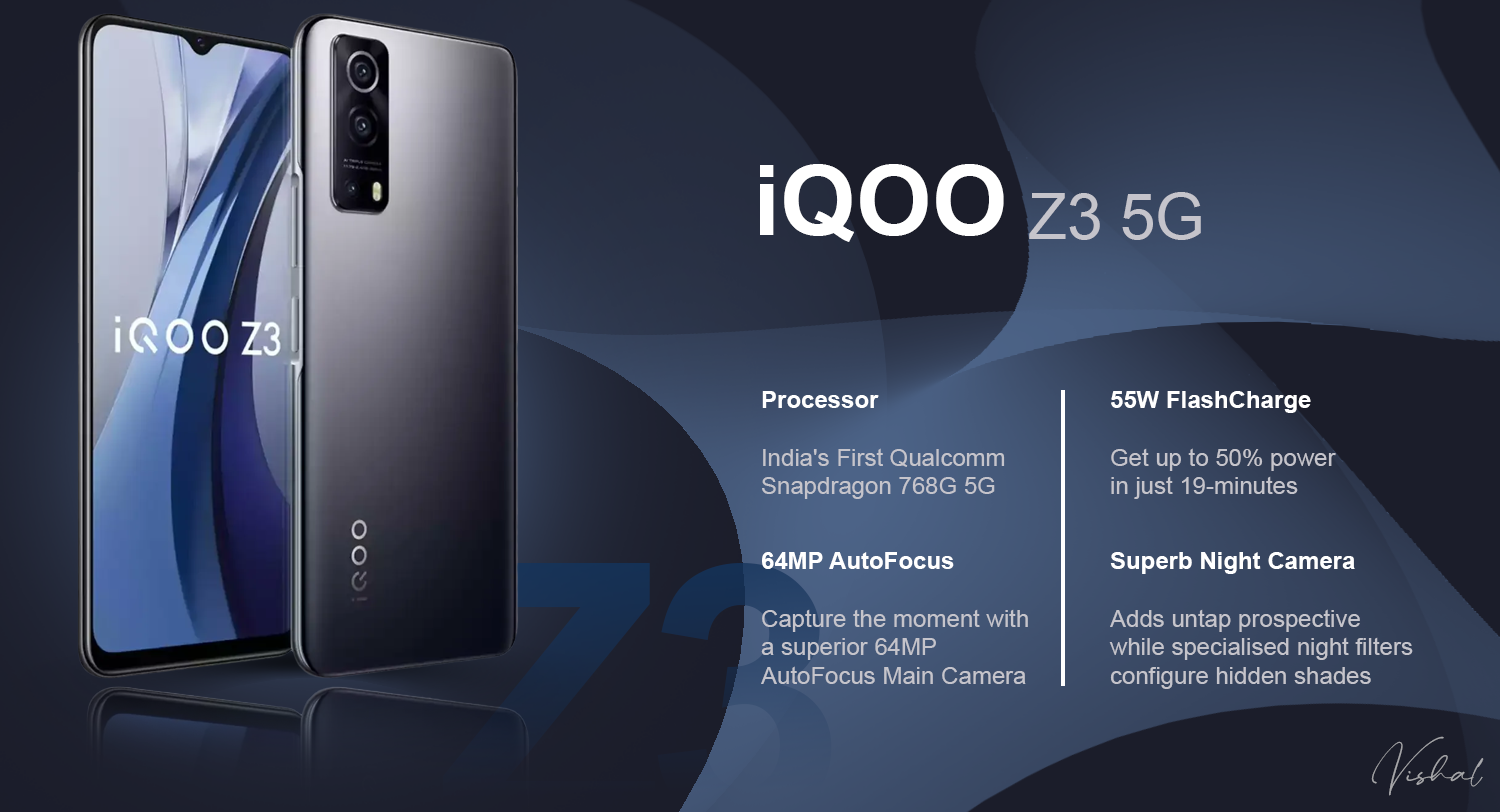 iQOO Z3
iQOO
iQOO Z3 5G
Processor
India's First Qualcomm
Snapdragon 768G 5G
64MP AutoFocus
Capture the moment with
a superior 64MP
AutoFocus Main Camera
55W FlashCharge
Get up to 50% power
in just 19-minutes
Superb Night Camera
Adds untap prospective
while specialised night filters
configure hidden shades
Z3
Vishal